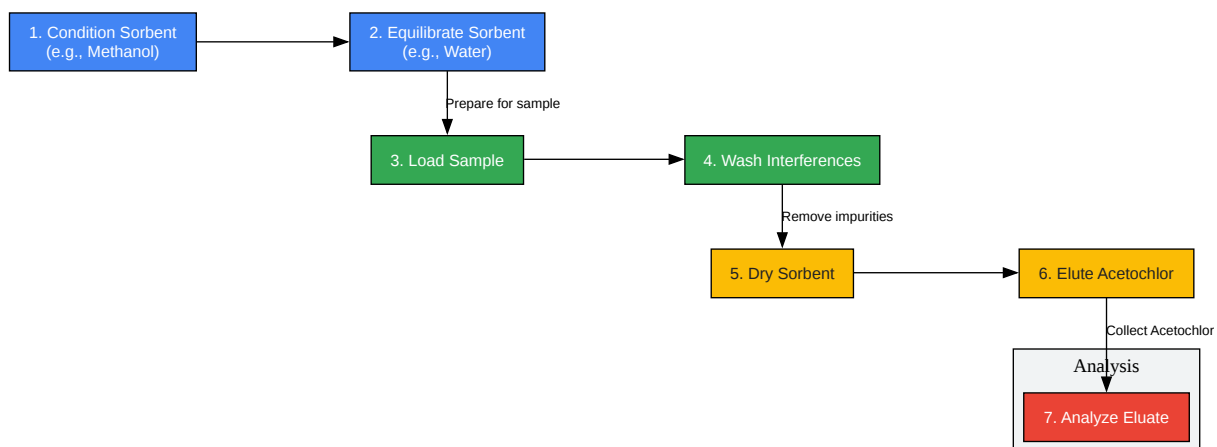 1. Condition Sorbent
(e.g., Methanol)
2. Equilibrate Sorbent
(e.g., Water)
Prepare for sample
3. Load Sample
4. Wash Interferences
Remove impurities
5. Dry Sorbent
6. Elute Acetochlor
Collect Acetochlor
Analysis
7. Analyze Eluate